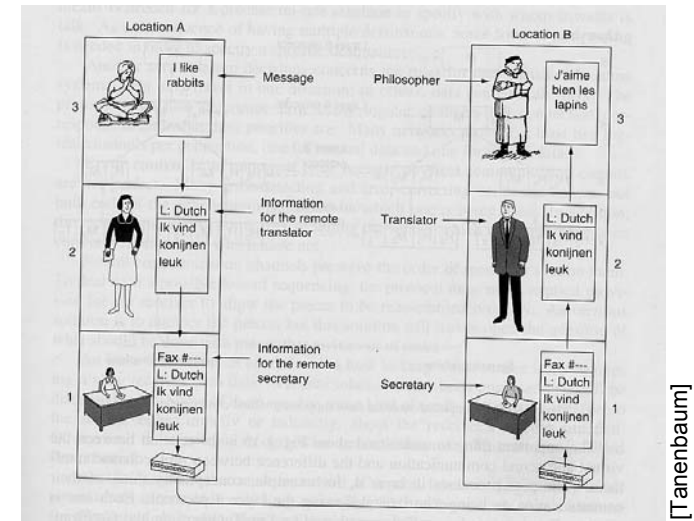 Location A
Location B
I like
rabbits
Message
Philosopher
J'aime
bien les
lapins
3
3
L: Dutch
Ik vind
konijnen
leuk
Information
for the remote
translator
Translator
L: Dutch
Ik vind
konijnen
leuk
2
2
Fax #---
L: Dutch
Ik vind
konijnen
leuk
Information
for the remote
secretary
Secretary
Fax #---
L: Dutch
Ik vind
konijnen
leuk
1
1
[Tanenbaum]